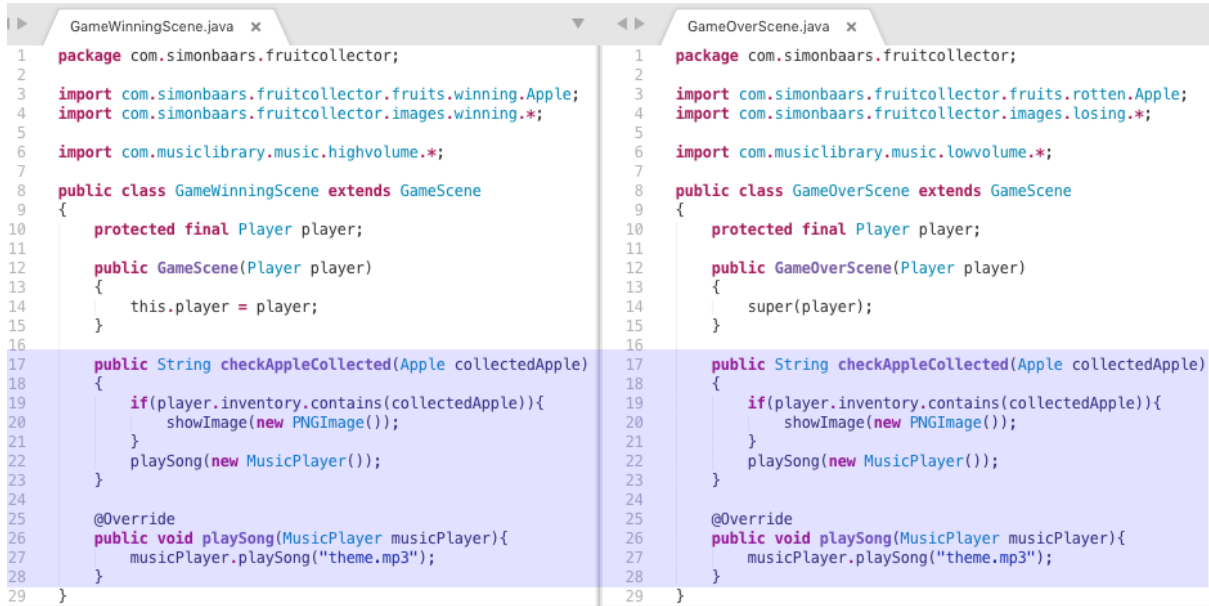 GameWinningScene.java ×
1 package com.simonbaars.fruitcollector;
2
3 import com.simonbaars.fruitcollector.fruits.winning.Apple;
4 import com.simonbaars.fruitcollector.images.winning.*;
5
6 import com.musiclibrary.music.highvolume.*;
7
8 public class GameWinningScene extends GameScene
9 {
10     protected final Player player;
11
12     public GameScene(Player player)
13     {
14         this.player = player;
15     }
16
17     public String checkAppleCollected(Apple collectedApple)
18     {
19         if(player.inventory.contains(collectedApple)){
20             showImage(new PNGImage());
21         }
22         playSong(new MusicPlayer());
23     }
24
25     @Override
26     public void playSong(MusicPlayer musicPlayer){
27         musicPlayer.playSong("theme.mp3");
28     }
29 }
GameOverScene.java ×
1 package com.simonbaars.fruitcollector;
2
3 import com.simonbaars.fruitcollector.fruits.rotten.Apple;
4 import com.simonbaars.fruitcollector.images.losing.*;
5
6 import com.musiclibrary.music.lowvolume.*;
7
8 public class GameOverScene extends GameScene
9 {
10     protected final Player player;
11
12     public GameOverScene(Player player)
13     {
14         super(player);
15     }
16
17     public String checkAppleCollected(Apple collectedApple)
18     {
19         if(player.inventory.contains(collectedApple)){
20             showImage(new PNGImage());
21         }
22         playSong(new MusicPlayer());
23     }
24
25     @Override
26     public void playSong(MusicPlayer musicPlayer){
27         musicPlayer.playSong("theme.mp3");
28     }
29 }